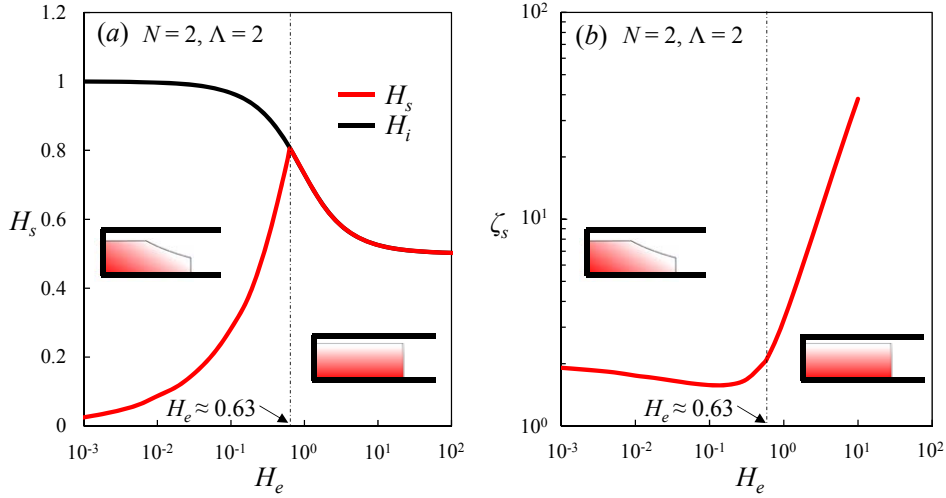 (a) N = 2, Λ = 2
1.2
1
0.8
0.6
0.4
0.2
0
H_s
H_s
H_i
H_e ≈ 0.63
10^-3 10^-2 10^-1 10^0 10^1 10^2
H_e
(b) N = 2, Λ = 2
10^2
10^1
10^0
ζ_s
H_e ≈ 0.63
10^-3 10^-2 10^-1 10^0 10^1 10^2
H_e